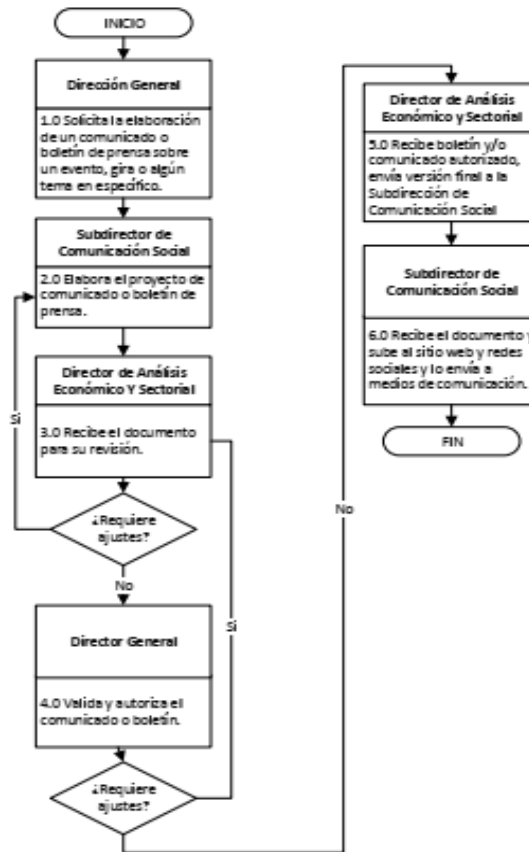 INICIO
Dirección General
1.0 Solicita la elaboración
de un comunicado o
boletín de prensa sobre
un evento, gira o algún
tema en específico.
Subdirector de
Comunicación Social
2.0 Elabora el proyecto de
comunicado o boletín de
prensa.
Director de Análisis
Económico Y Sectorial
3.0 Recibe el documento
para su revisión.
Sí
¿Requiere
ajustes?
No
Director General
4.0 Valida y autoriza el
comunicado o boletín.
Sí
¿Requiere
ajustes?
No
Director de Análisis
Económico y Sectorial
5.0 Recibe boletín y/o
comunicado autorizado,
envía versión final a la
Subdirección de
Comunicación Social
Subdirector de
Comunicación Social
6.0 Recibe el documento y
sube al sitio web y redes
sociales y lo envía a
medios de comunicación.
FIN